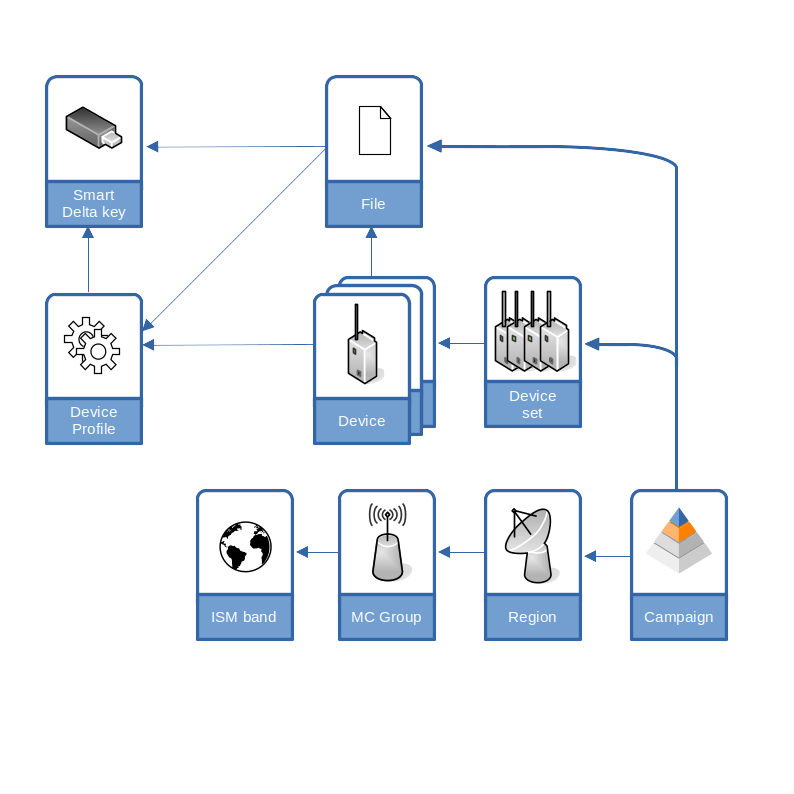 Smart
Delta key
File
Device
Profile
Device
Device
set
ISM band
MC Group
Region
Campaign